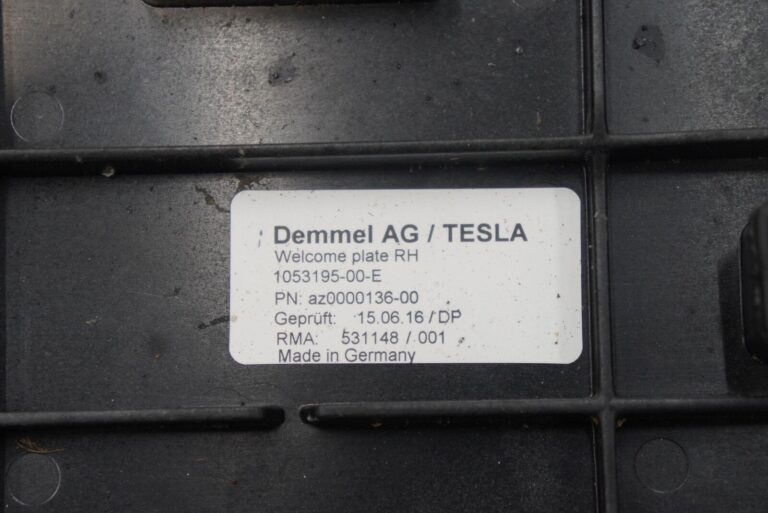 Demmel AG / TESLA
Welcome plate RH
1053195-00-E
PN: az0000136-00
Geprüft: 15.06.16 / DP
RMA: 531148 / 001
Made in Germany